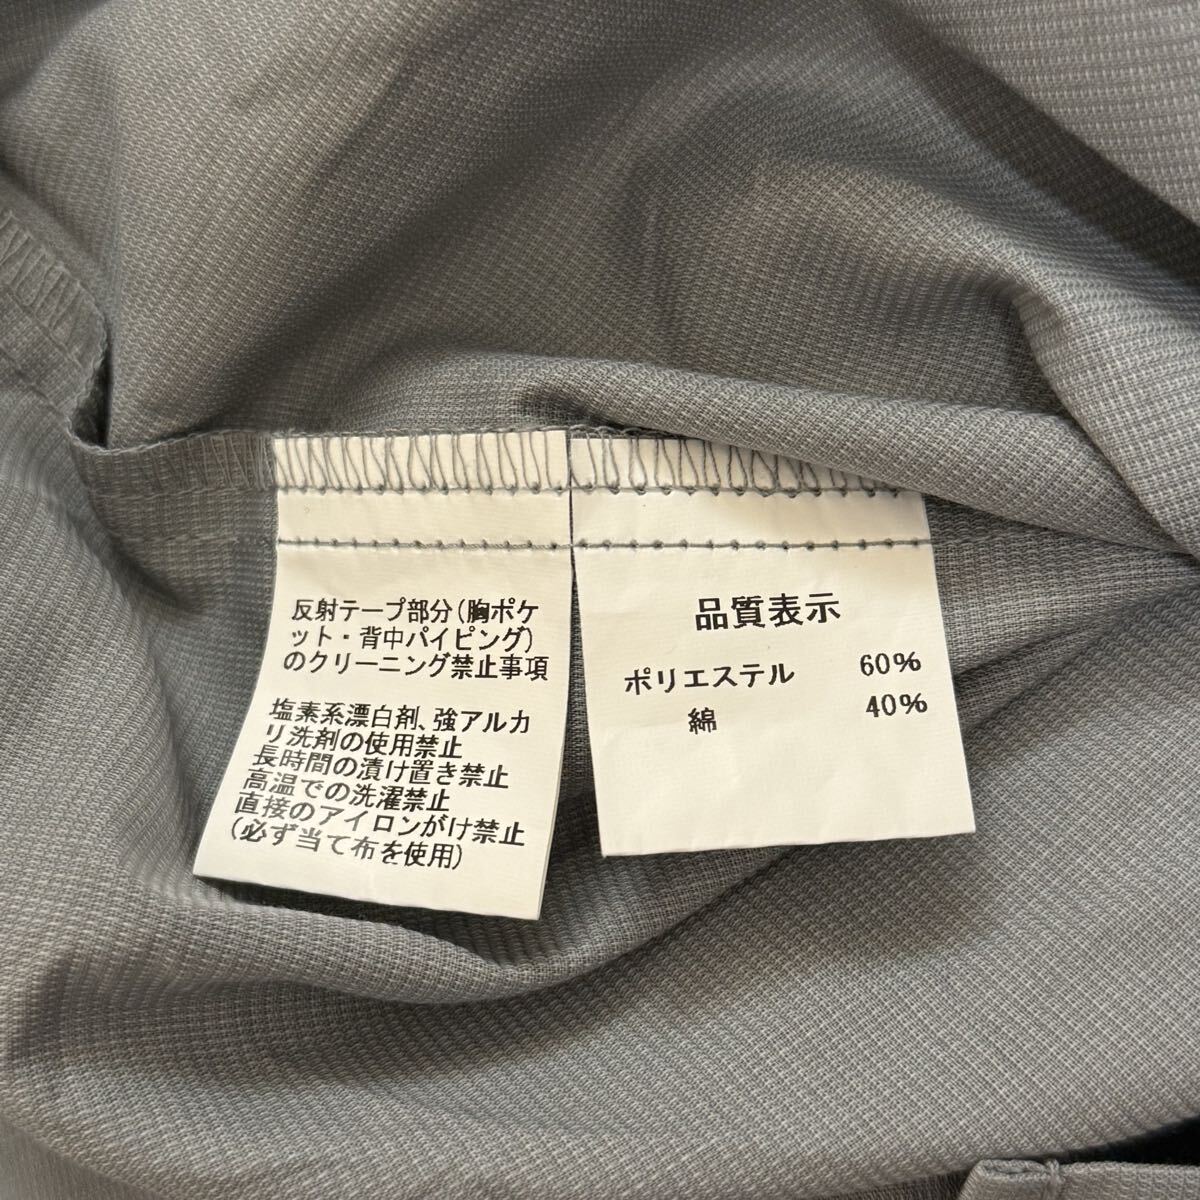 反射テープ部分(胸ポケ
ット・背中パイピング)
のクリーニング禁止事項
塩素系漂白剤、強アルカ
リ洗剤の使用禁止
長時間の漬け置き禁止
高温での洗濯禁止
直接のアイロンがけ禁止
(必ず当て布を使用)
品質表示
ポリエステル 60%
綿 40%